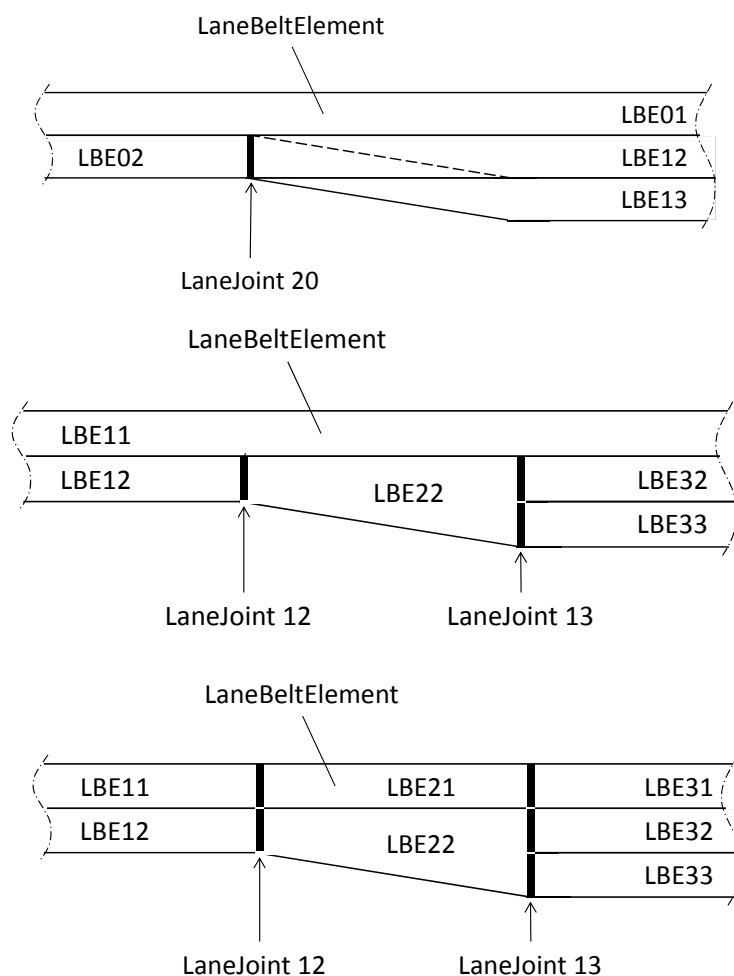 LaneBeltElement
LBE01
LBE02
LBE12
LBE13
LaneJoint 20
LaneBeltElement
LBE11
LBE12
LBE22
LBE32
LBE33
LaneJoint 12
LaneJoint 13
LaneBeltElement
LBE11
LBE21
LBE31
LBE12
LBE22
LBE32
LBE33
LaneJoint 12
LaneJoint 13